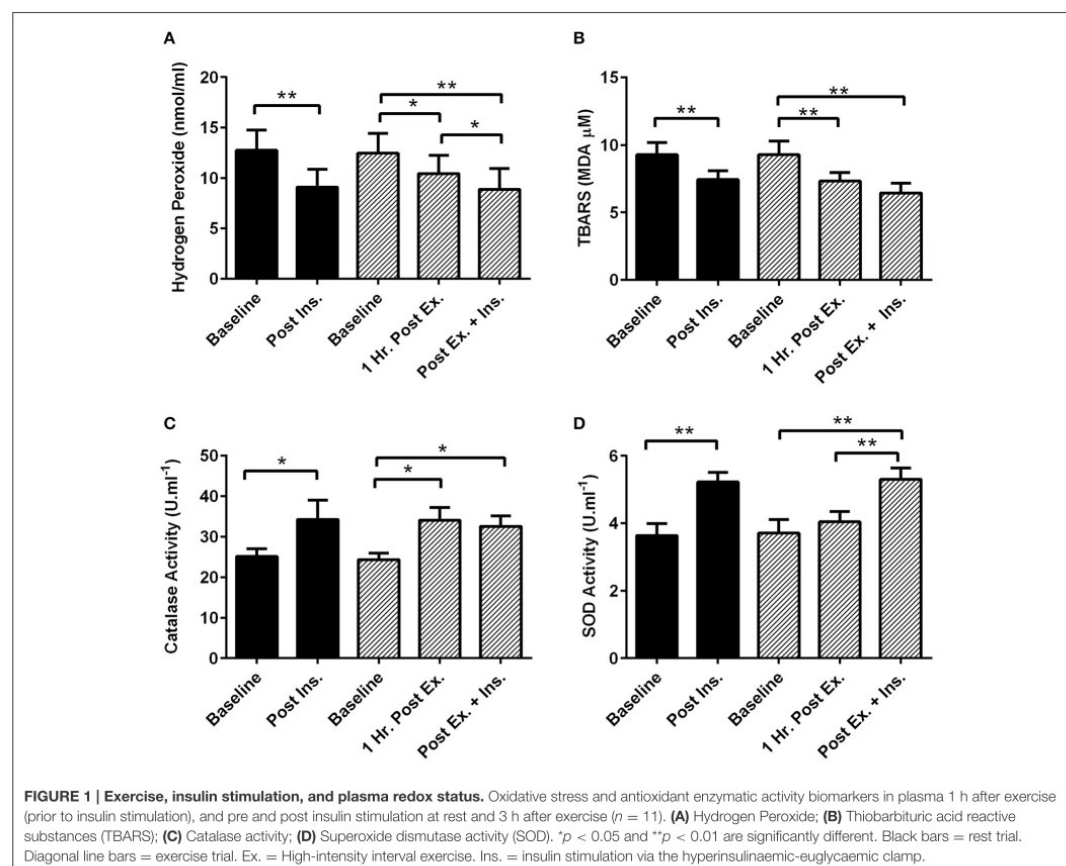 A
Hydrogen Peroxide (nmol/ml)
20
15
10
5
0
**
**
*
*
Baseline
Post Ins.
Baseline
1 Hr. Post Ex.
Post Ex. + Ins.
B
TBARS (MDA μM)
15
10
5
0
**
**
**
Baseline
Post Ins.
Baseline
1 Hr. Post Ex.
Post Ex. + Ins.
C
Catalase Activity (U.ml-1)
50
40
30
20
10
0
*
*
*
Baseline
Post Ins.
Baseline
1 Hr. Post Ex.
Post Ex. + Ins.
D
SOD Activity (U.ml-1)
6
4
2
0
**
**
**
Baseline
Post Ins.
Baseline
1 Hr. Post Ex.
Post Ex. + Ins.
FIGURE 1 | Exercise, insulin stimulation, and plasma redox status. Oxidative stress and antioxidant enzymatic activity biomarkers in plasma 1 h after exercise
(prior to insulin stimulation), and pre and post insulin stimulation at rest and 3 h after exercise (n = 11). (A) Hydrogen Peroxide; (B) Thiobarbituric acid reactive
substances (TBARS); (C) Catalase activity; (D) Superoxide dismutase activity (SOD). *p < 0.05 and **p < 0.01 are significantly different. Black bars = rest trial.
Diagonal line bars = exercise trial. Ex. = High-intensity interval exercise. Ins. = insulin stimulation via the hyperinsulinaemic-euglycaemic clamp.